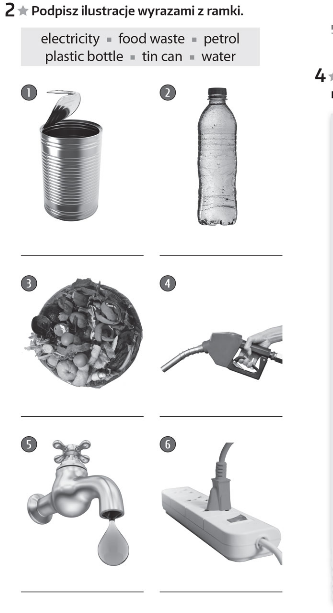 2 Podpisz ilustracje wyrazami z ramki.
electricity ▪ food waste ▪ petrol
plastic bottle ▪ tin can ▪ water
1
2
3
4
5
6
4